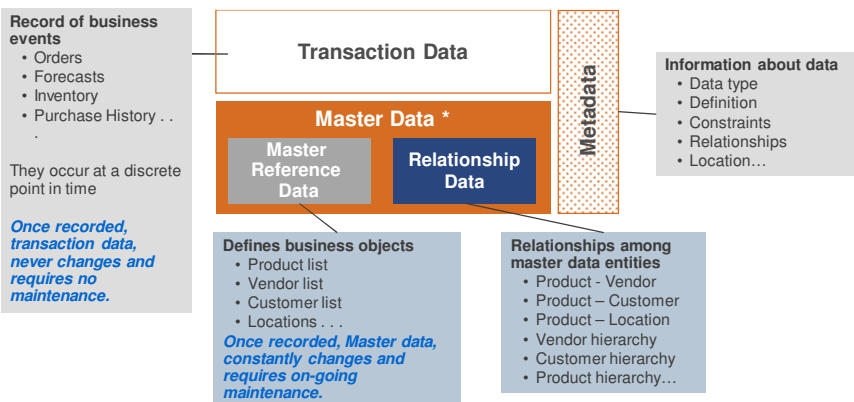 Record of business
events
• Orders
• Forecasts
• Inventory
• Purchase History . .
.
They occur at a discrete
point in time
Once recorded,
transaction data,
never changes and
requires no
maintenance.
Transaction Data
Master Data *
Master
Reference
Data
Relationship
Data
Metadata
Information about data
• Data type
• Definition
• Constraints
• Relationships
• Location…
Defines business objects
• Product list
• Vendor list
• Customer list
• Locations . . .
Once recorded, Master data,
constantly changes and
requires on-going
maintenance.
Relationships among
master data entities
• Product - Vendor
• Product – Customer
• Product – Location
• Vendor hierarchy
• Customer hierarchy
• Product hierarchy…